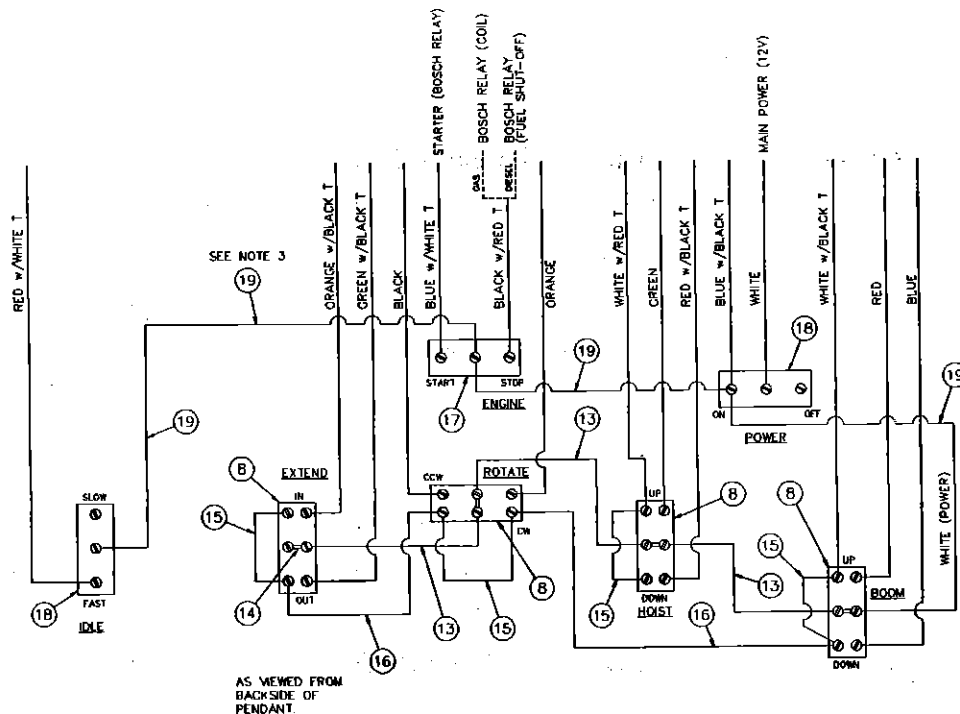 STARTER (BOSCH RELAY)
BOSCH RELAY (COIL)
BOSCH RELAY
(FUEL SHUT-OFF)
MAIN POWER (12V)
GAS
DIESEL
RED w/WHITE T
ORANGE w/BLACK T
GREEN w/BLACK T
BLACK
BLUE w/WHITE T
BLACK w/RED T
ORANGE
WHITE w/RED T
GREEN
RED w/BLACK T
BLUE w/BLACK T
WHITE
WHITE w/BLACK T
RED
BLUE
SEE NOTE 3
19
18
START
STOP
19
19
17
ENGINE
ON
OFF
POWER
19
13
WHITE (POWER)
8
EXTEND
IN
CCW
ROTATE
CW
UP
8
8
UP
SLOW
15
14
OUT
13
15
8
15
DOWN
HOIST
15
13
BOOM
18
FAST
IDLE
16
16
DOWN
AS VIEWED FROM
BACKSIDE OF
PENDANT.